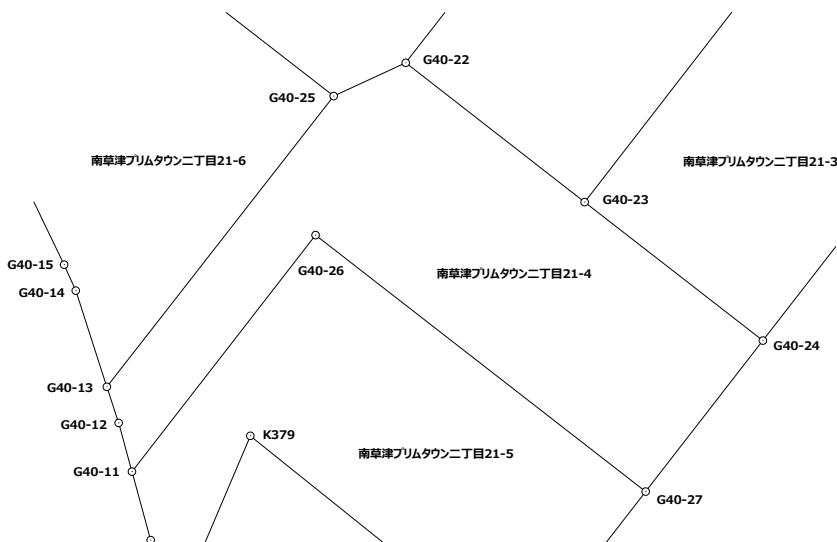 G40-22
G40-25
南草津プリムタウン二丁目21-6
南草津プリムタウン二丁目21-3
G40-23
G40-15
G40-26
南草津プリムタウン二丁目21-4
G40-14
G40-24
G40-13
G40-12
K379
南草津プリムタウン二丁目21-5
G40-11
G40-27